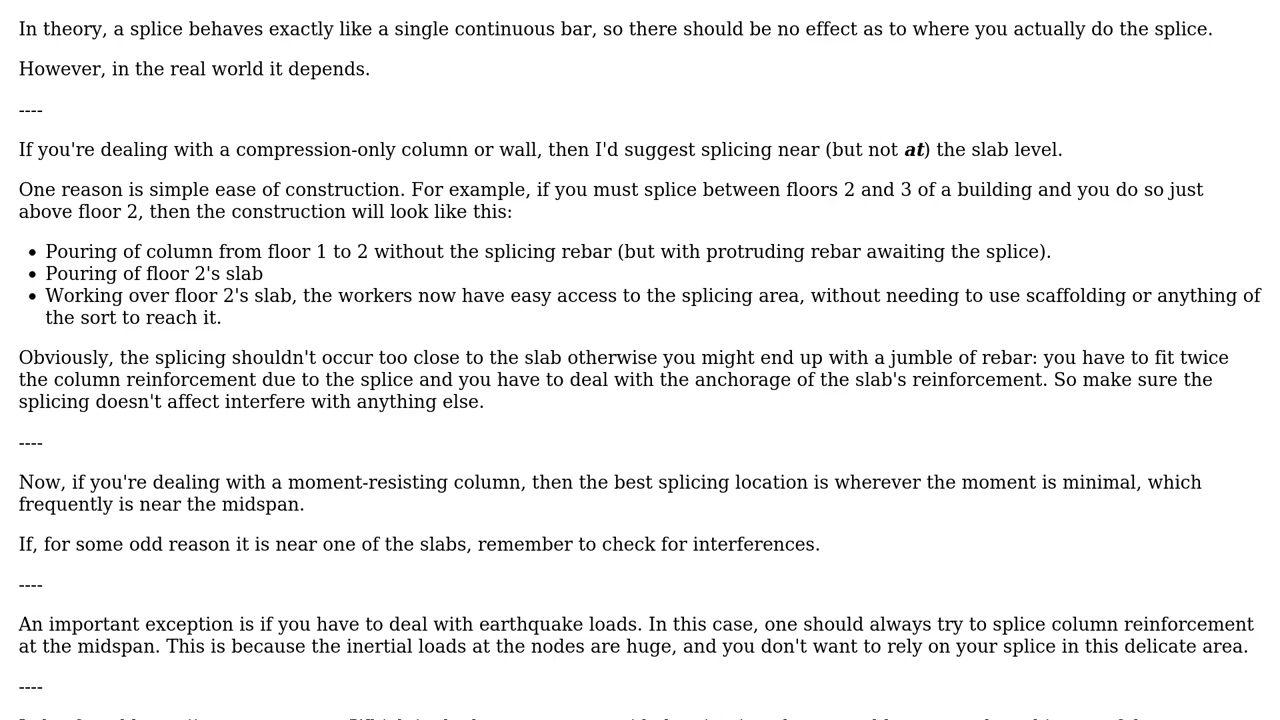 In theory, a splice behaves exactly like a single continuous bar, so there should be no effect as to where you actually do the splice.
However, in the real world it depends.
----
If you're dealing with a compression-only column or wall, then I'd suggest splicing near (but not at) the slab level.
One reason is simple ease of construction. For example, if you must splice between floors 2 and 3 of a building and you do so just
above floor 2, then the construction will look like this:
• Pouring of column from floor 1 to 2 without the splicing rebar (but with protruding rebar awaiting the splice).
• Pouring of floor 2's slab
• Working over floor 2's slab, the workers now have easy access to the splicing area, without needing to use scaffolding or anything of
the sort to reach it.
Obviously, the splicing shouldn't occur too close to the slab otherwise you might end up with a jumble of rebar: you have to fit twice
the column reinforcement due to the splice and you have to deal with the anchorage of the slab's reinforcement. So make sure the
splicing doesn't affect interfere with anything else.
----
Now, if you're dealing with a moment-resisting column, then the best splicing location is wherever the moment is minimal, which
frequently is near the midspan.
If, for some odd reason it is near one of the slabs, remember to check for interferences.
----
An important exception is if you have to deal with earthquake loads. In this case, one should always try to splice column reinforcement
at the midspan. This is because the inertial loads at the nodes are huge, and you don't want to rely on your splice in this delicate area.
----